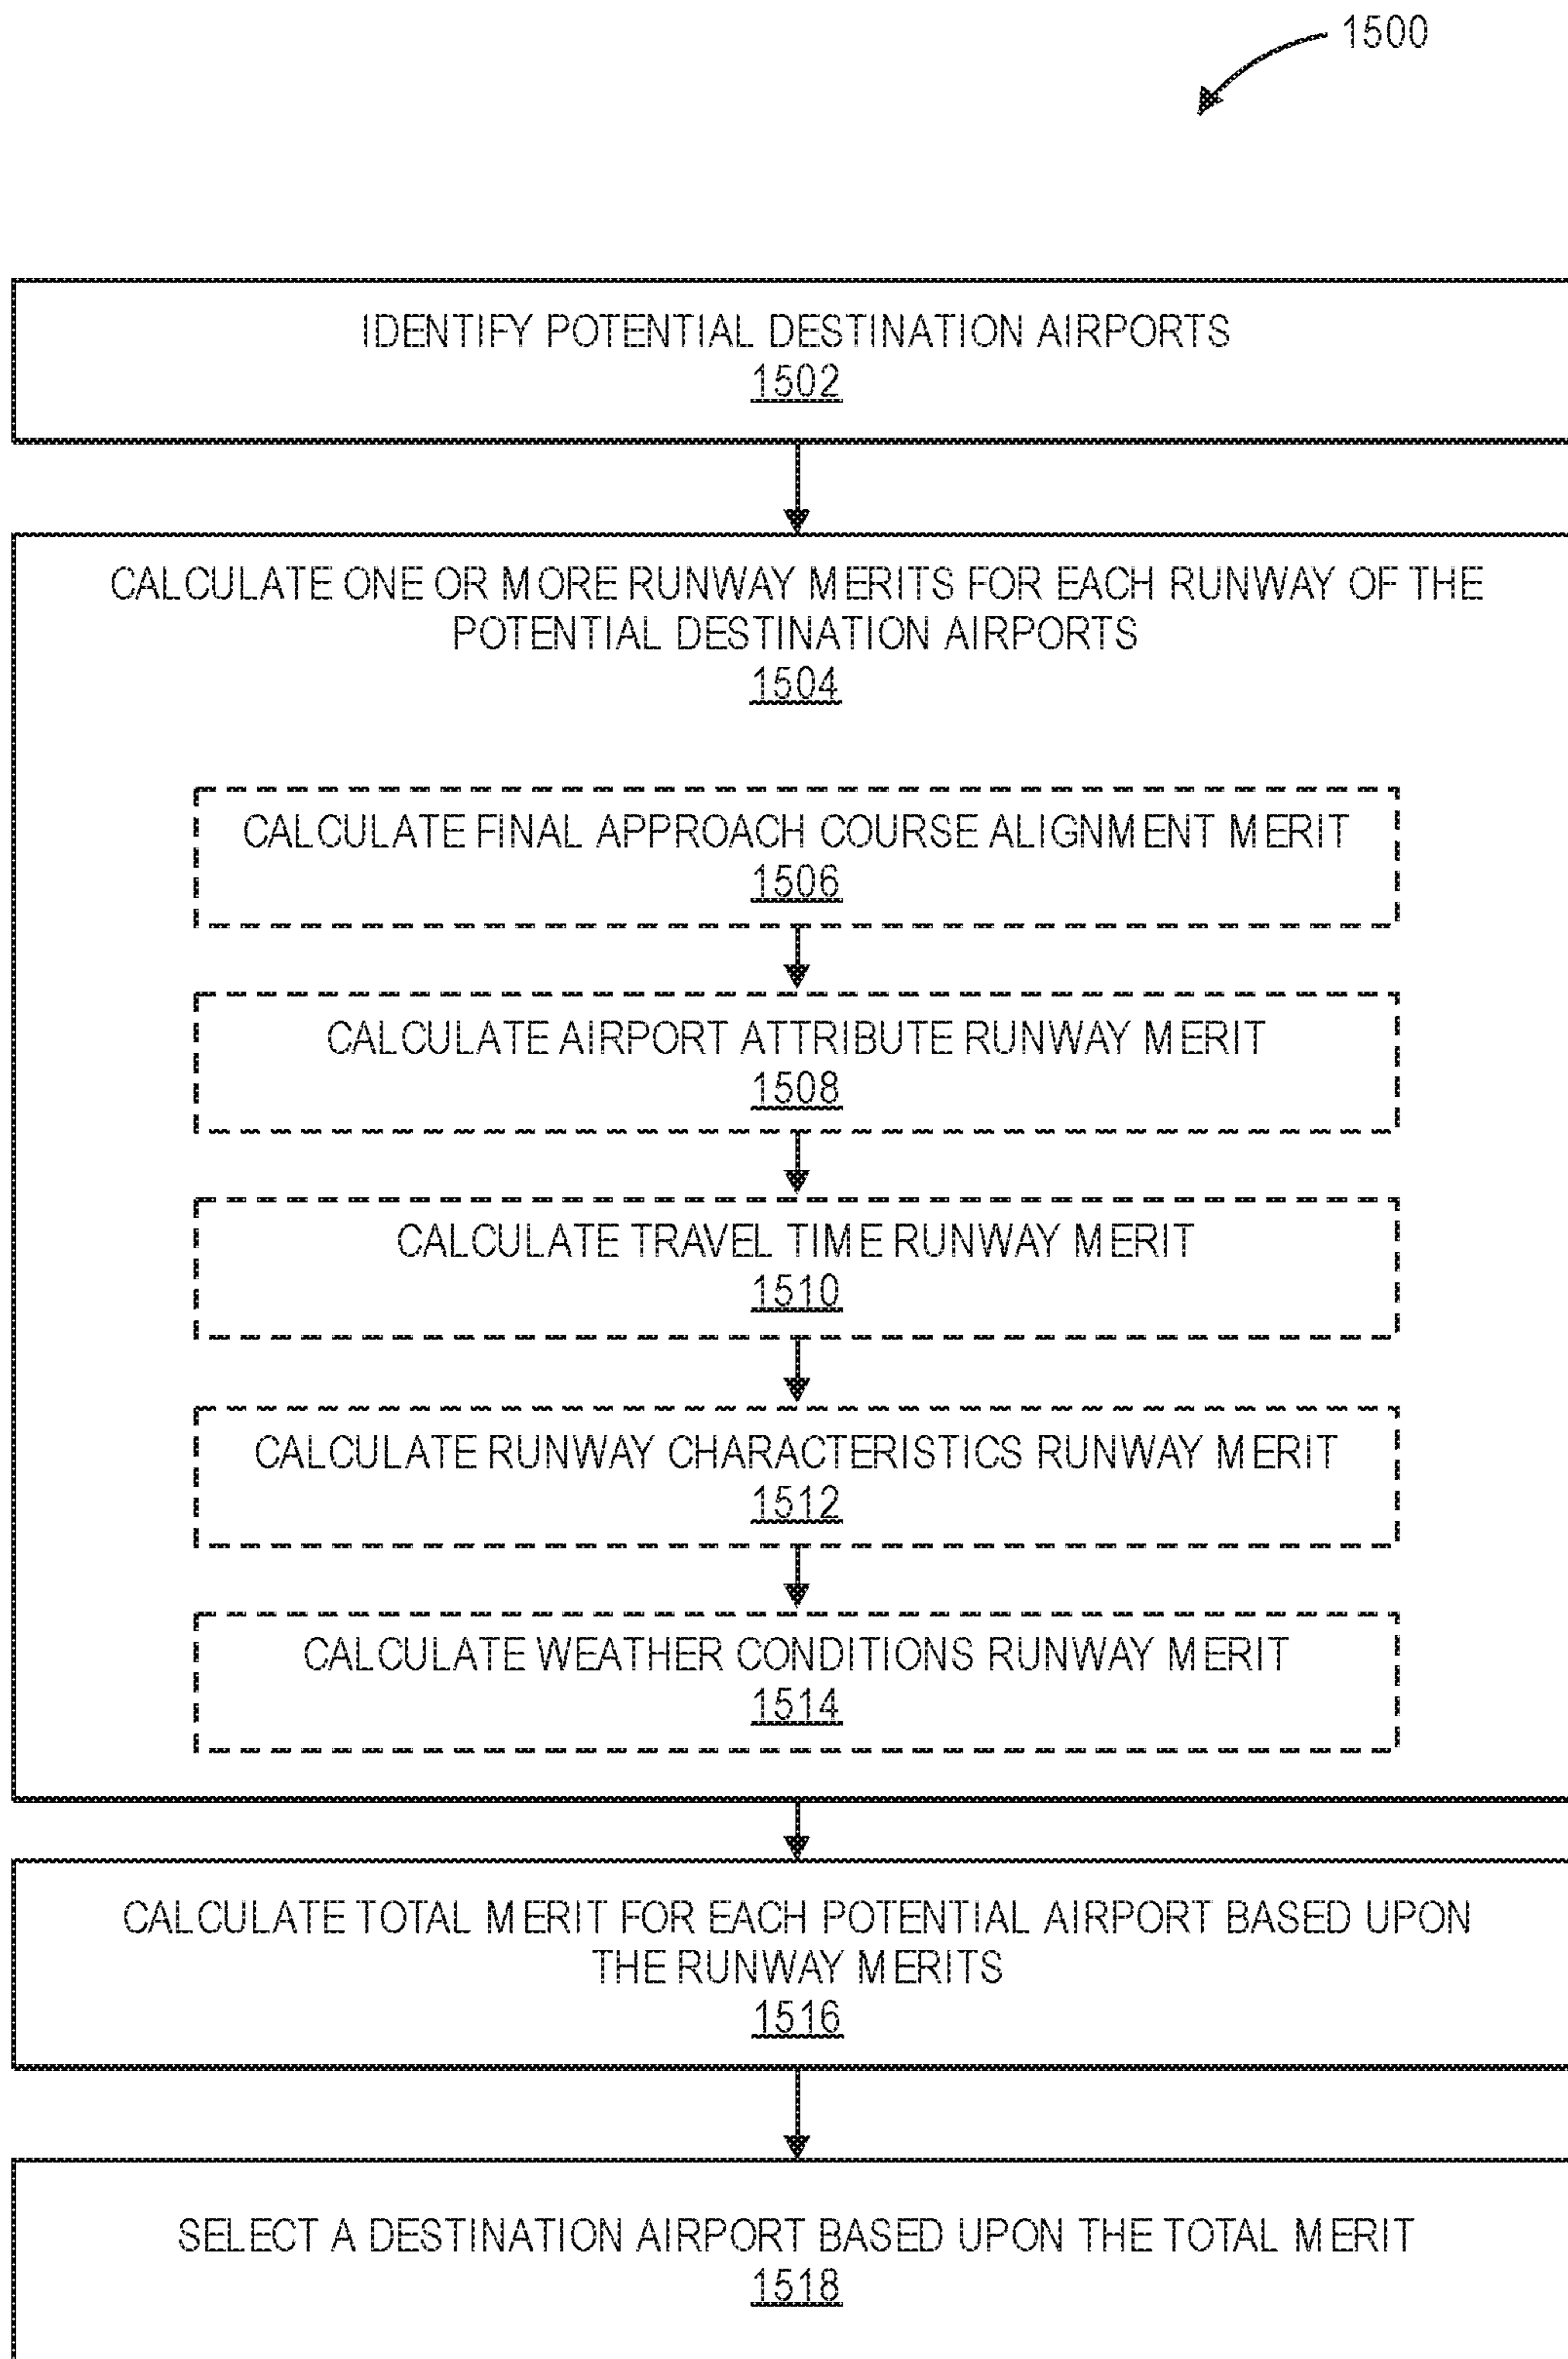 1500
IDENTIFY POTENTIAL DESTINATION AIRPORTS
1502
CALCULATE ONE OR MORE RUNWAY MERITS FOR EACH RUNWAY OF THE
POTENTIAL DESTINATION AIRPORTS
1504
CALCULATE FINAL APPROACH COURSE ALIGNMENT MERIT
1506
CALCULATE AIRPORT ATTRIBUTE RUNWAY MERIT
1508
CALCULATE TRAVEL TIME RUNWAY MERIT
1510
CALCULATE RUNWAY CHARACTERISTICS RUNWAY MERIT
1512
CALCULATE WEATHER CONDITIONS RUNWAY MERIT
1514
CALCULATE TOTAL MERIT FOR EACH POTENTIAL AIRPORT BASED UPON
THE RUNWAY MERITS
1516
SELECT A DESTINATION AIRPORT BASED UPON THE TOTAL MERIT
1518